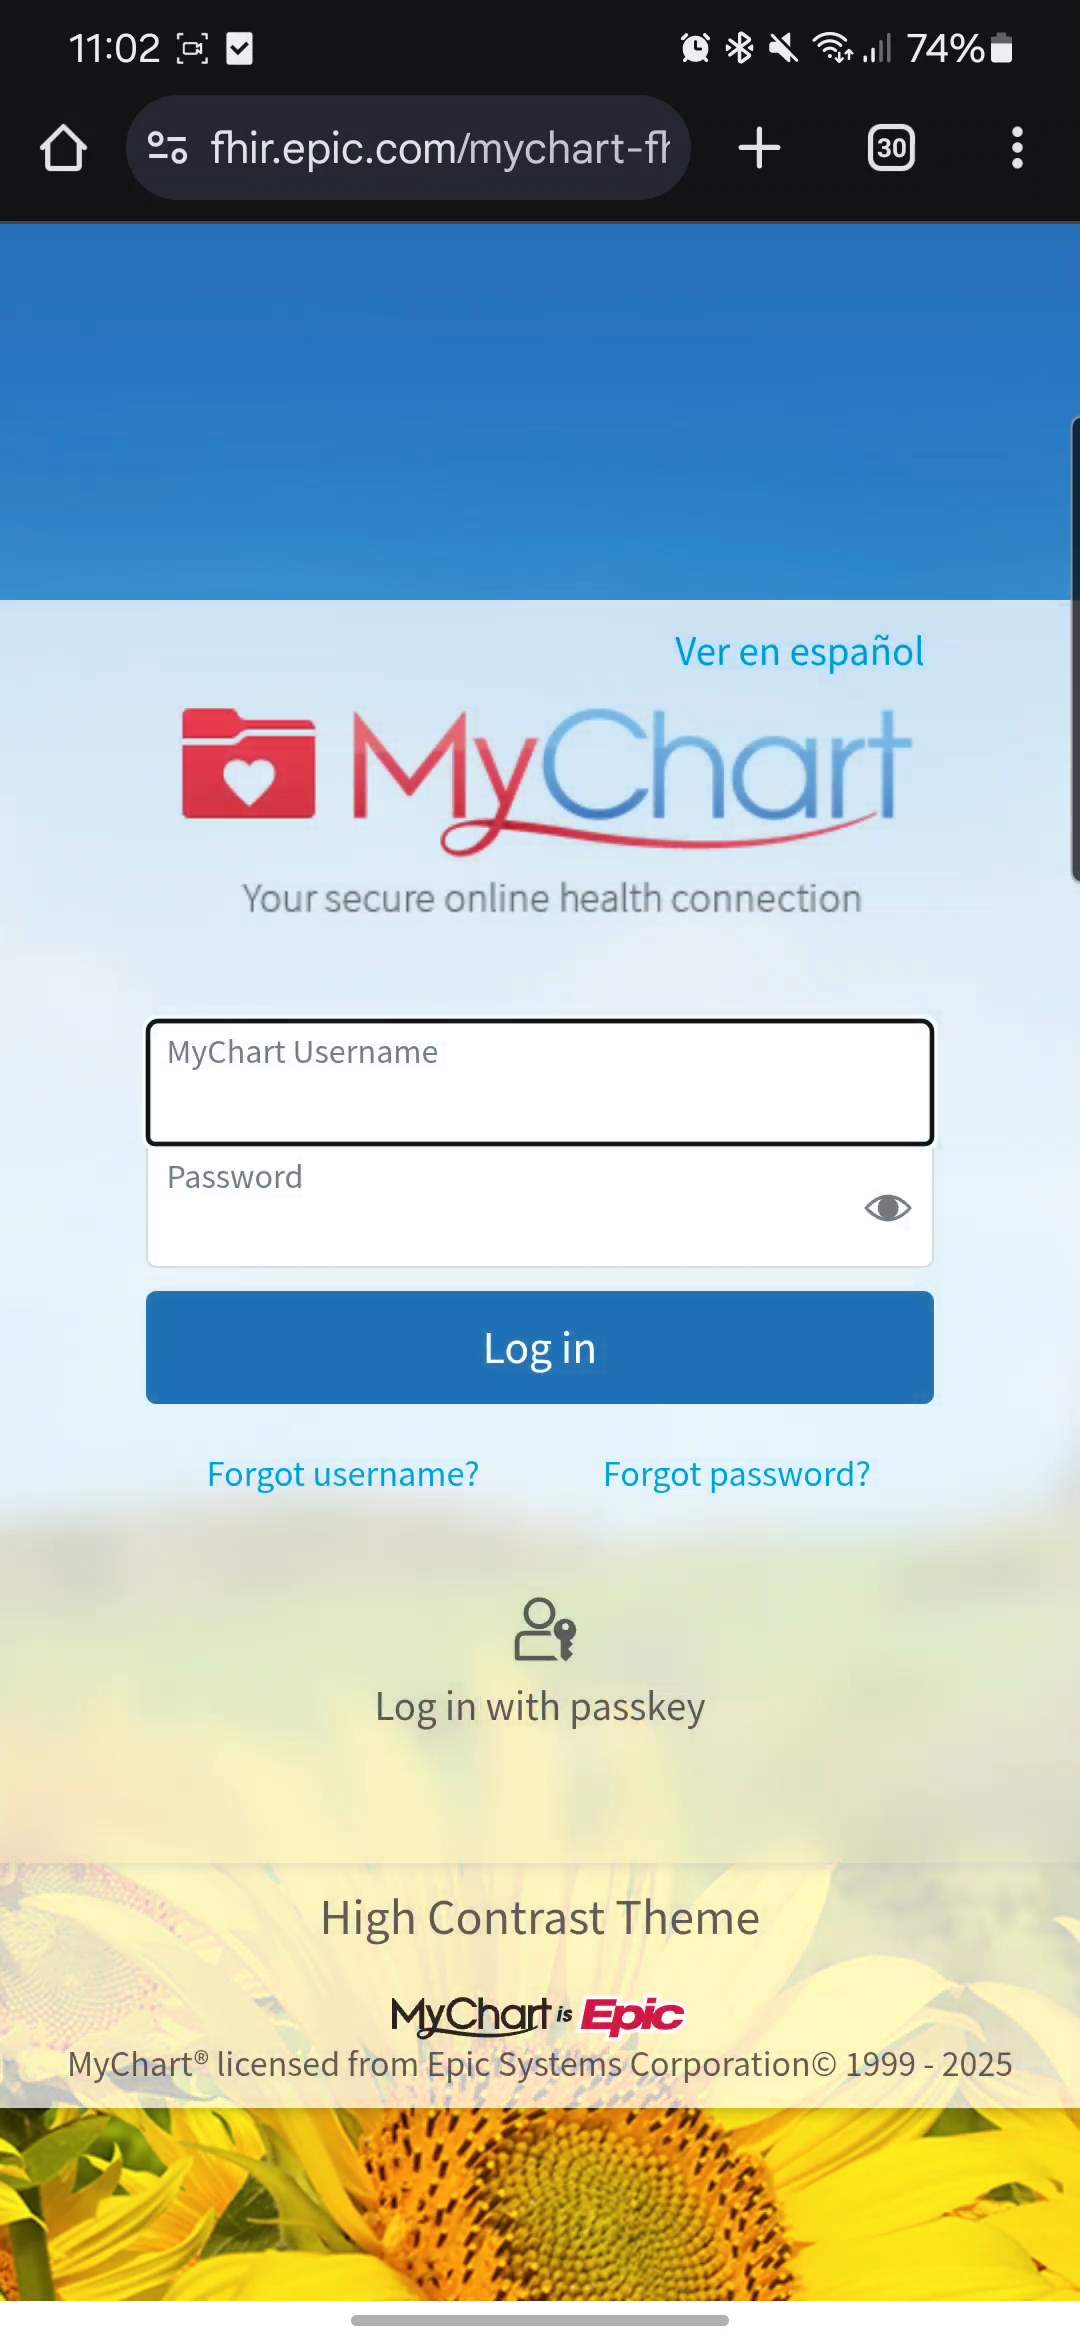 11:02
74%
fhir.epic.com/mychart-fh
30
Ver en español
MyChart
Your secure online health connection
MyChart Username
Password
Log in
Forgot username? Forgot password?
Log in with passkey
High Contrast Theme
MyChart is Epic
MyChart® licensed from Epic Systems Corporation© 1999 - 2025